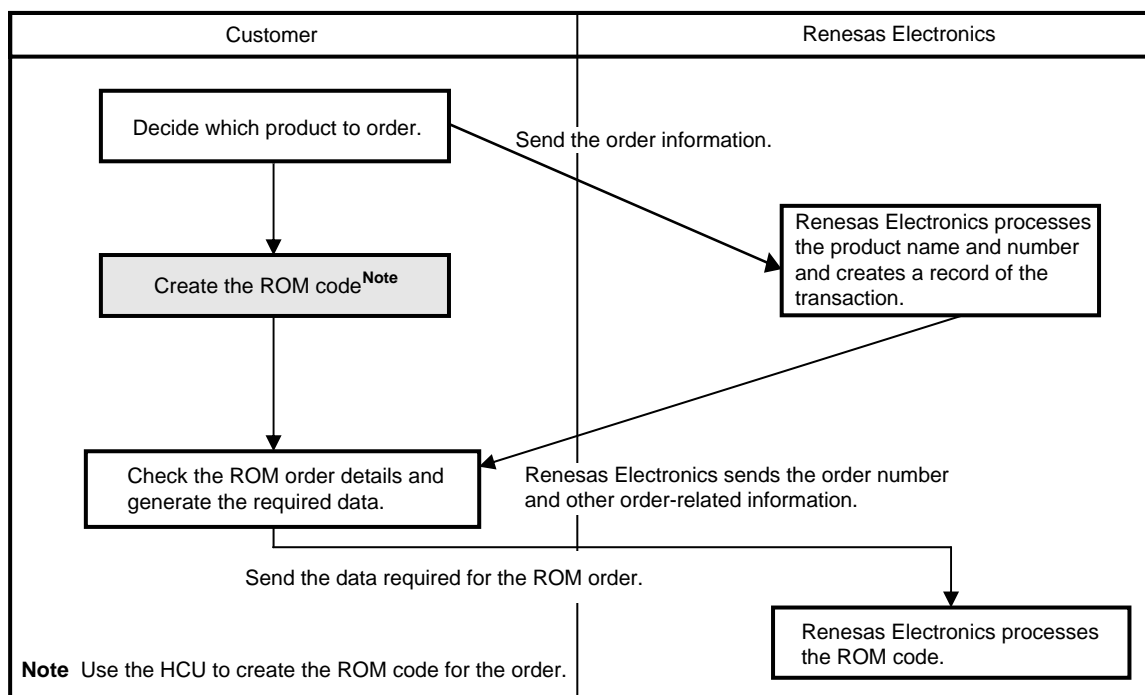 Customer
Renesas Electronics
Decide which product to order.
Send the order information.
Renesas Electronics processes
the product name and number
and creates a record of the
transaction.
Create the ROM code Note
Check the ROM order details and
generate the required data.
Renesas Electronics sends the order number
and other order-related information.
Send the data required for the ROM order.
Renesas Electronics processes
the ROM code.
Note Use the HCU to create the ROM code for the order.